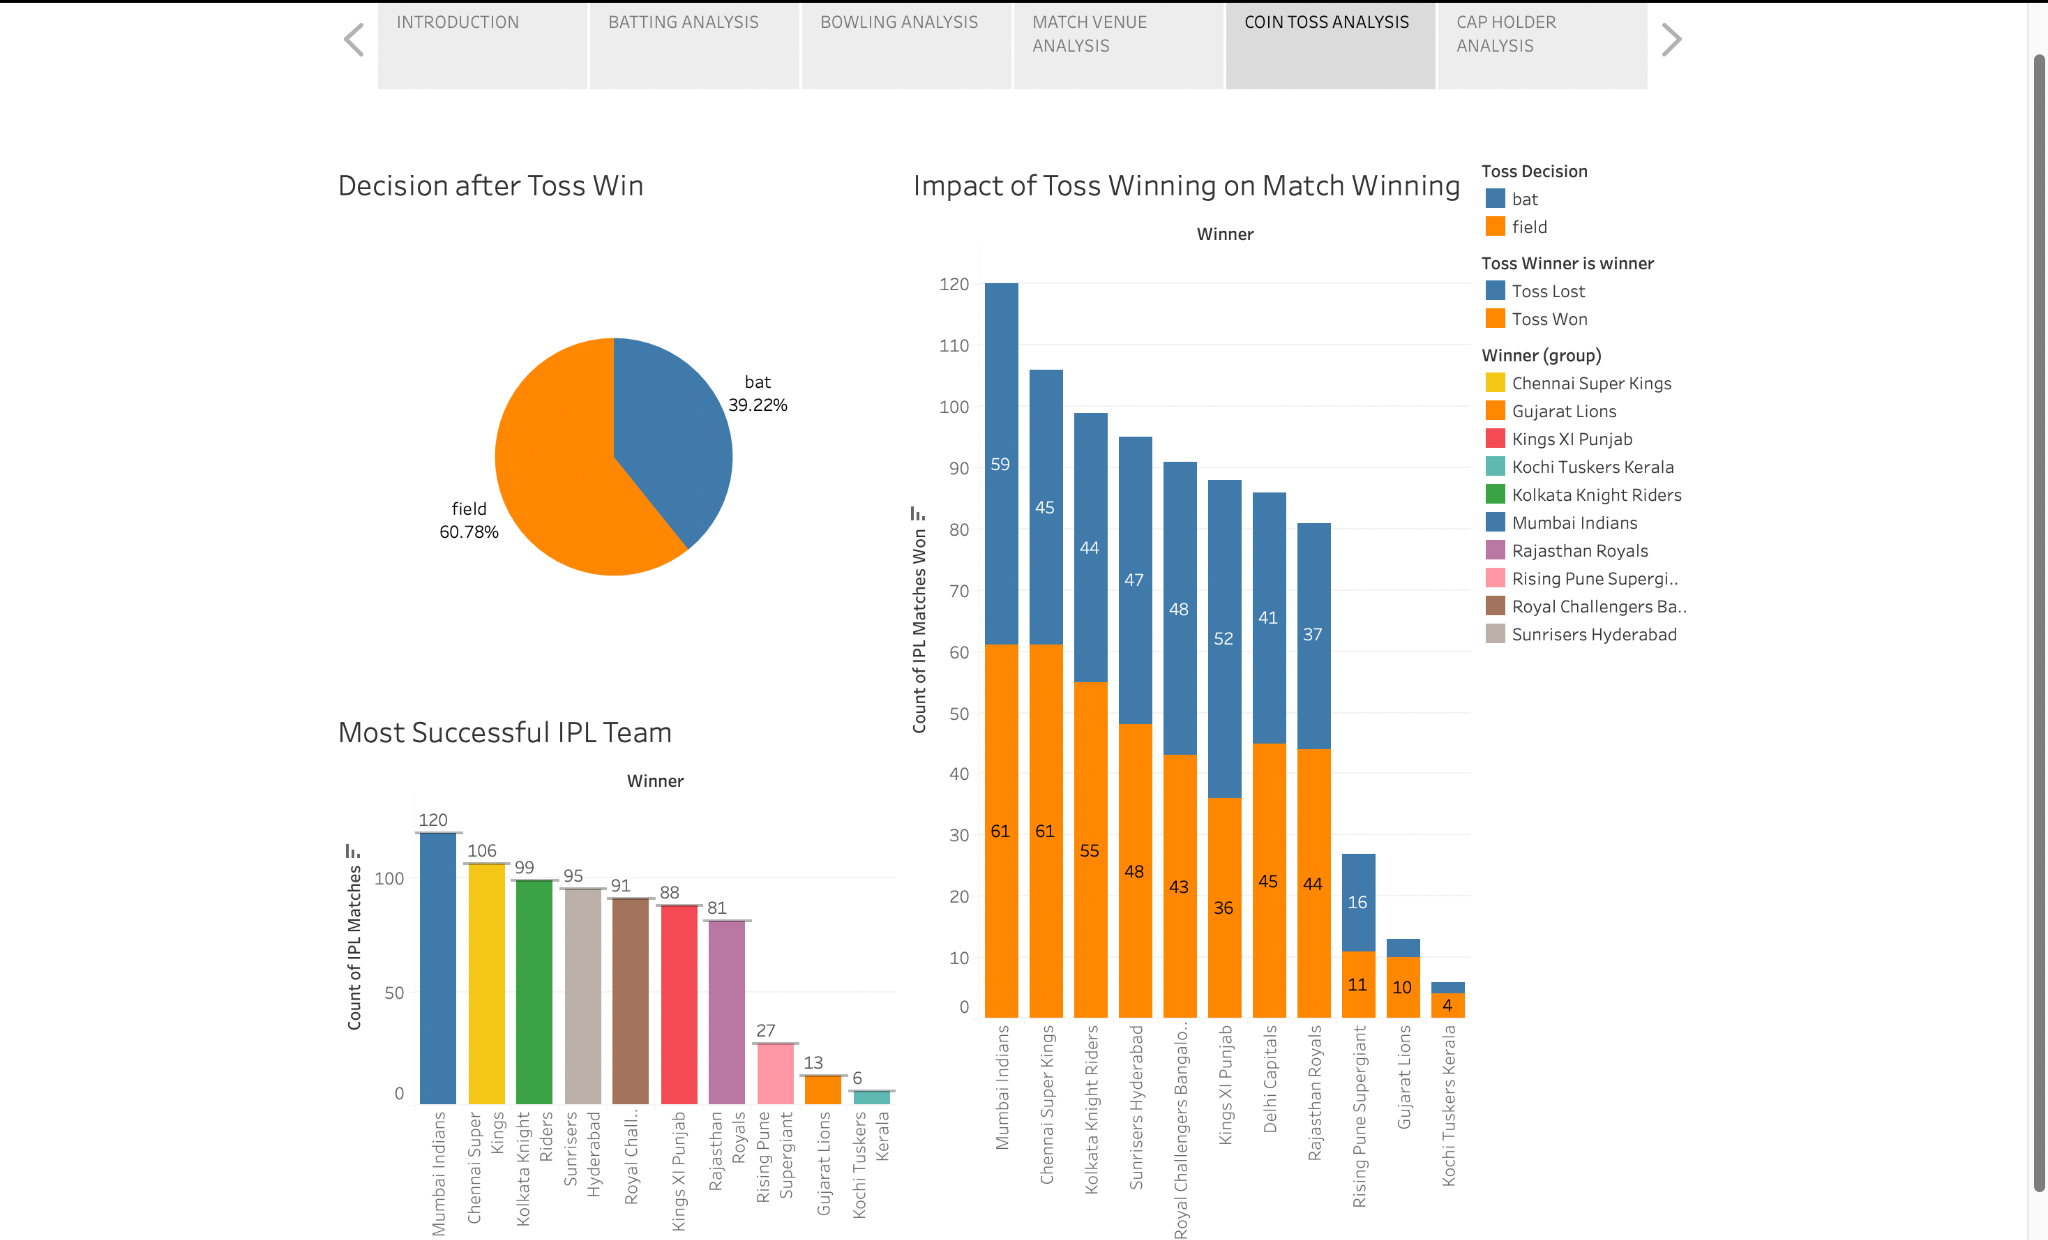 INTRODUCTION
BATTING ANALYSIS
BOWLING ANALYSIS
MATCH VENUE
ANALYSIS
COIN TOSS ANALYSIS
CAP HOLDER
ANALYSIS
Decision after Toss Win
bat
39.22%
field
60.78%
Most Successful IPL Team
Winner
Count of IPL Matches
100
50
0
120
106
99
95
91
88
81
27
13
6
Mumbai Indians
Chennai Super
Kings
Kolkata Knight
Riders
Sunrisers
Hyderabad
Royal Chall..
Kings XI Punjab
Rajasthan
Royals
Rising Pune
Supergiant
Gujarat Lions
Kochi Tuskers
Kerala
Impact of Toss Winning on Match Winning
Winner
Count of IPL Matches Won
120
110
100
90
80
70
60
50
40
30
20
10
0
59
61
45
61
44
55
47
48
48
43
52
36
41
45
37
44
16
11
10
4
Mumbai Indians
Chennai Super Kings
Kolkata Knight Riders
Sunrisers Hyderabad
Royal Challengers Bangalo..
Kings XI Punjab
Delhi Capitals
Rajasthan Royals
Rising Pune Supergiant
Gujarat Lions
Kochi Tuskers Kerala
Toss Decision
bat
field
Toss Winner is winner
Toss Lost
Toss Won
Winner (group)
Chennai Super Kings
Gujarat Lions
Kings XI Punjab
Kochi Tuskers Kerala
Kolkata Knight Riders
Mumbai Indians
Rajasthan Royals
Rising Pune Supergi..
Royal Challengers Ba..
Sunrisers Hyderabad